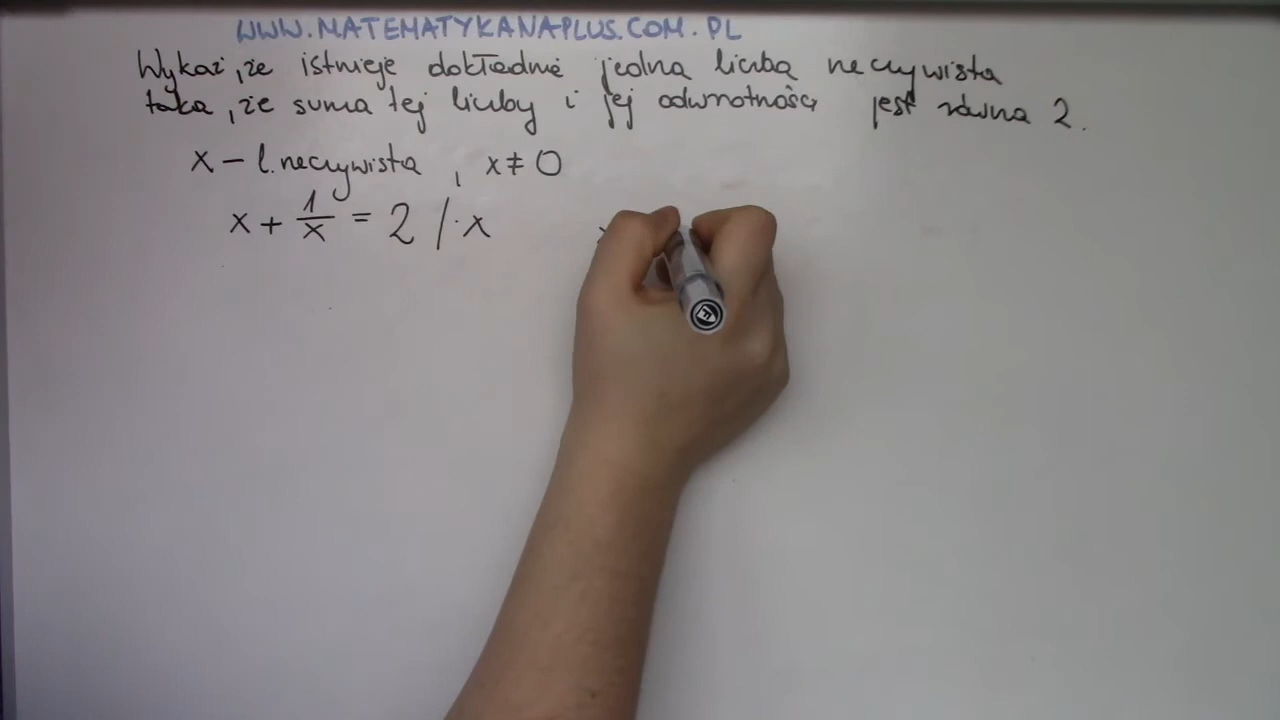 WWW.MATEMATYKANAPLUS.COM.PL
Wykaż, że istnieje dokładnie jedna liczba rzeczywista
taka, że suma tej liczby i jej odwrotności jest równa 2.
x – l. rzeczywista , x ≠ 0
x + 1/x = 2 /· x